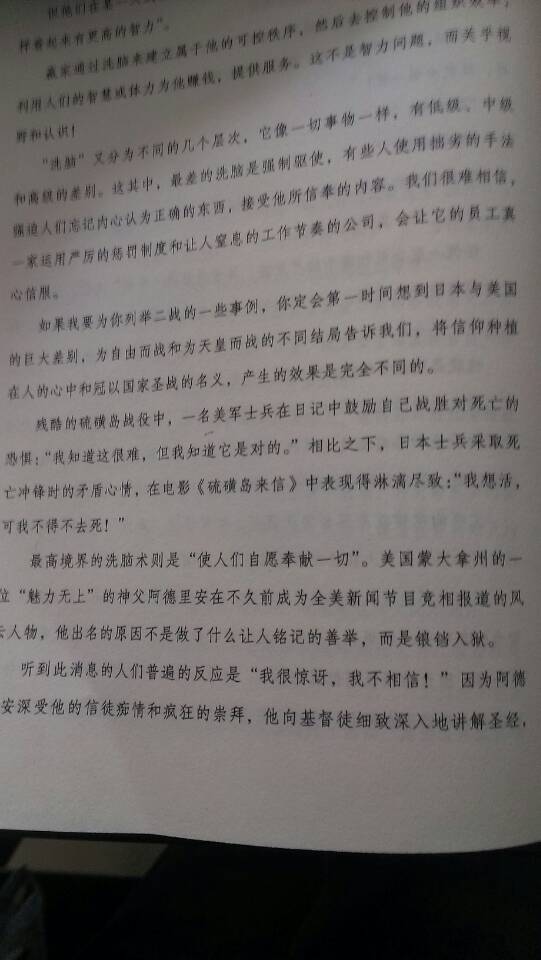 但他们在某一
样看起来有更高的智力”。
赢家通过洗脑来建立属于他的可控秩序，然后去控制他的组织效率，
利用人们的智慧或体力为他赚钱，提供服务。这不是智力问题，而关乎视
野和认识！
“洗脑”又分为不同的几个层次，它像一切事物一样，有低级、中级
和高级的差别。这其中，最差的洗脑是强制驱使，有些人使用拙劣的手法
强迫人们忘记内心认为正确的东西，接受他所信奉的内容。我们很难相信，
一家运用严厉的惩罚制度和让人窒息的工作节奏的公司，会让它的员工真
心信服。
如果我要为你列举二战的一些事例，你定会第一时间想到日本与美国
的巨大差别，为自由而战和为天皇而战的不同结局告诉我们，将信仰种植
在人的心中和冠以国家圣战的名义，产生的效果是完全不同的。
残酷的硫磺岛战役中，一名美军士兵在日记中鼓励自己战胜对死亡的
恐惧：“我知道这很难，但我知道它是对的。”相比之下，日本士兵采取死
亡冲锋时的矛盾心情，在电影《硫磺岛来信》中表现得淋漓尽致：“我想活，
可我不得不去死！”
最高境界的洗脑术则是“使人们自愿奉献一切”。美国蒙大拿州的一
位“魅力无上”的神父阿德里安在不久前成为全美新闻节目竞相报道的风
云人物，他出名的原因不是做了什么让人铭记的善举，而是锒铛入狱。
听到此消息的人们普遍的反应是“我很惊讶，我不相信！”因为阿德
安深受他的信徒痴情和疯狂的崇拜，他向基督徒细致深入地讲解圣经，